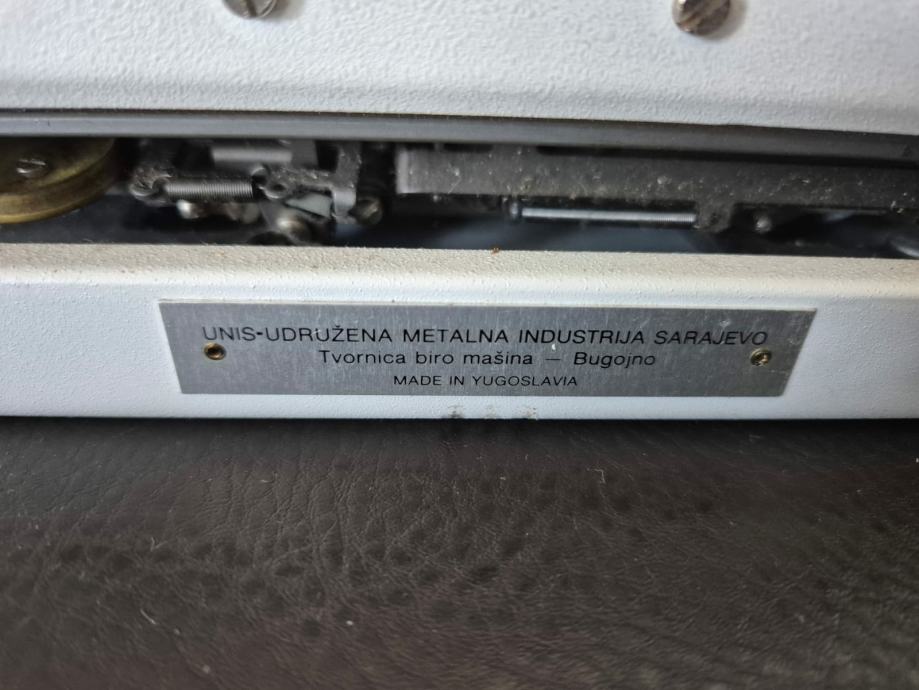 UNIS-UDRUŽENA METALNA INDUSTRIJA SARAJEVO
Tvornica biro mašina — Bugojno
MADE IN YUGOSLAVIA